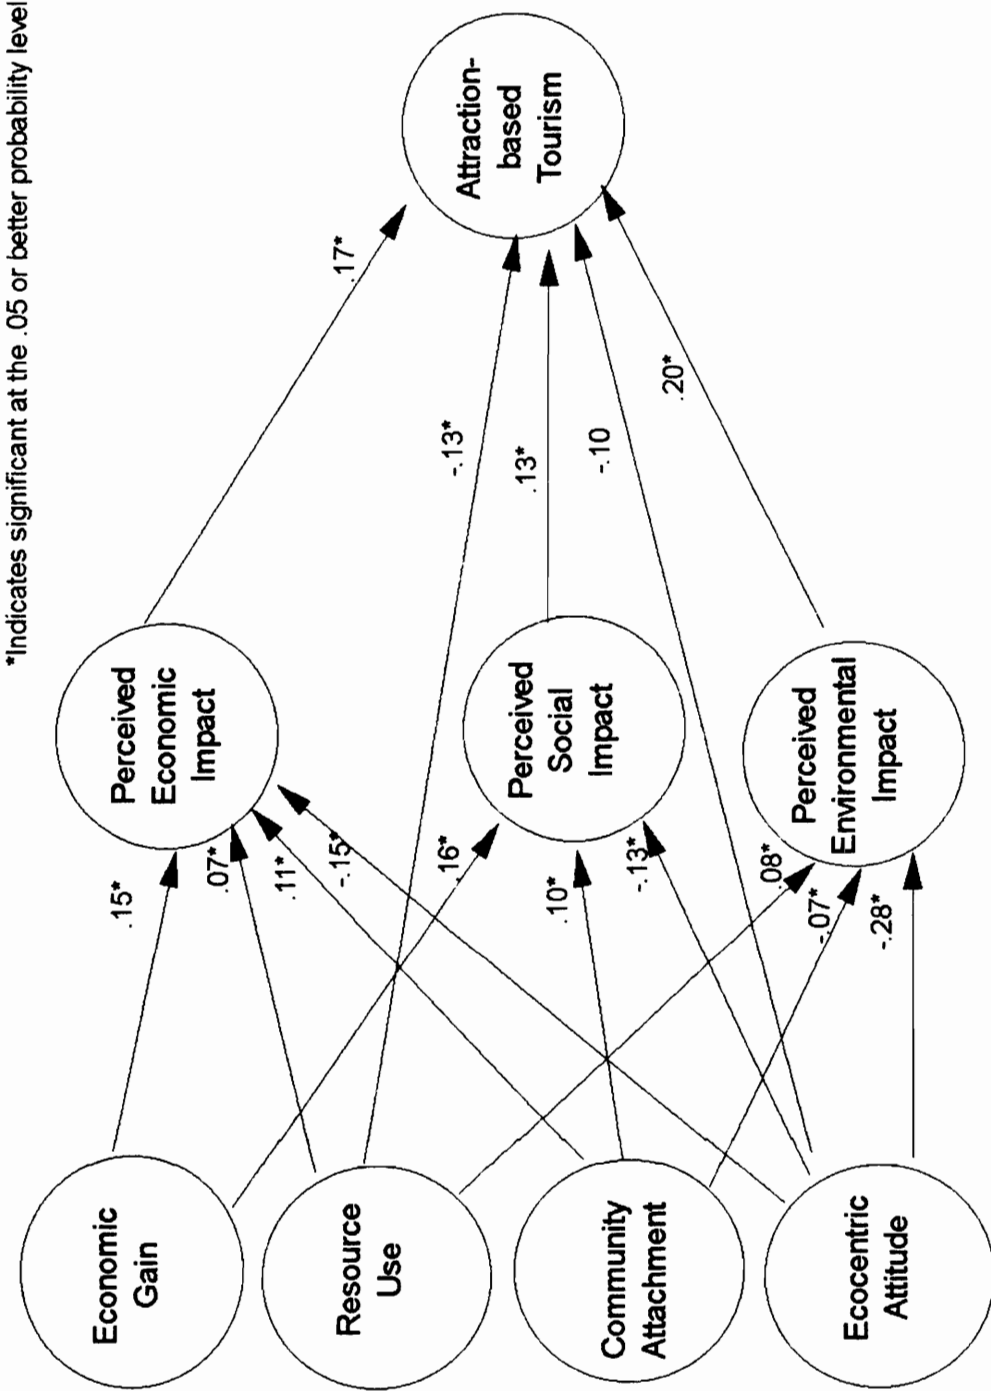 *Indicates significant at the .05 or better probability level
Economic
Gain
Resource
Use
Community
Attachment
Ecocentric
Attitude
.15*
.07*
.11*
-.15*
.16*
.10*
-.13*
.08*
-.07*
-.28*
Perceived
Economic
Impact
Perceived
Social
Impact
Perceived
Environmental
Impact
.17*
-.13*
.13*
-.10
.20*
Attraction-
based
Tourism